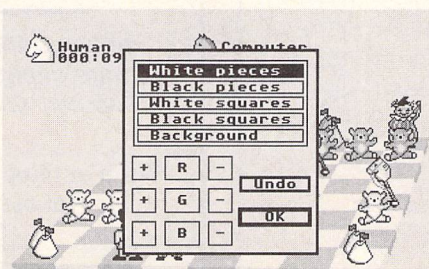 Human Computer
000:09
White pieces
Black pieces
White squares
Black squares
Background
+ R -
Undo
+ G -
OK
+ B -